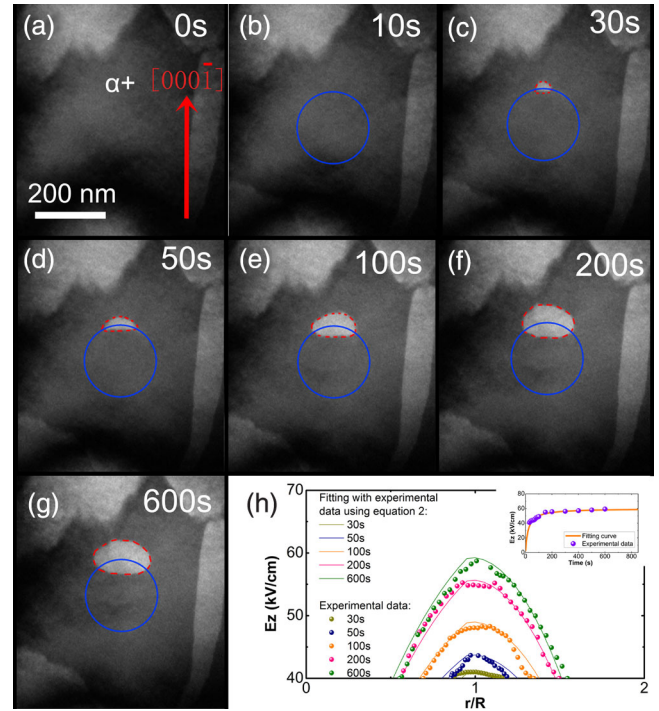 (a) 0s
α+ [0001̄]
200 nm
(b) 10s
(c) 30s
(d) 50s
(e) 100s
(f) 200s
(g) 600s
(h)
70
60
50
40
Ez (kV/cm)
0 1 2
r/R
Fitting with experimental
data using equation 2:
30s
50s
100s
200s
600s
Experimental data:
30s
50s
100s
200s
600s
80
60
40
20
0
Ez (kV/cm)
Fitting curve
Experimental data
0 200 400 600 800
Time (s)